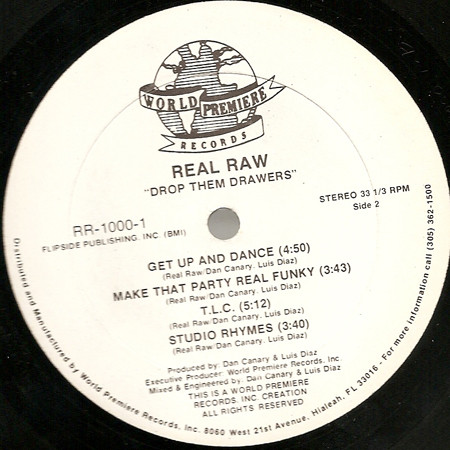 WORLD PREMIERE
RECORDS
REAL RAW
"DROP THEM DRAWERS"
STEREO 33 1/3 RPM
Side 2
RR-1000-1
FLIPSIDE PUBLISHING, INC (BMI)
GET UP AND DANCE (4:50)
(Real Raw/Dan Canary, Luis Diaz)
MAKE THAT PARTY REAL FUNKY (3:43)
(Real Raw/Dan Canary, Luis Diaz)
T.L.C. (5:12)
(Real Raw/Dan Canary, Luis Diaz)
STUDIO RHYMES (3:40)
(Real Raw/Dan Canary, Luis Diaz)
Produced by: Dan Canary & Luis Diaz
Executive Producer: World Premiere Records, Inc.
Mixed & Engineered by: Dan Canary & Luis Diaz
THIS IS A WORLD PREMIERE
RECORDS, INC. CREATION
ALL RIGHTS RESERVED
Distributed and Manufactured by World Premiere Records, Inc. 8060 West 21st Avenue, Hialeah, FL 33016 - For more information call (305) 362-1500